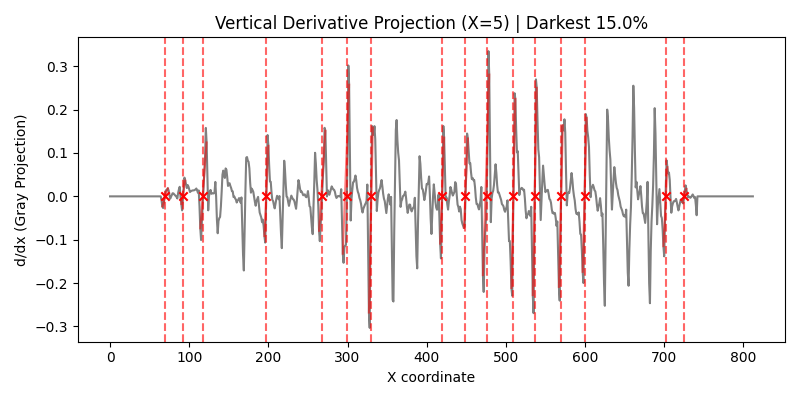 Vertical Derivative Projection (X=5) | Darkest 15.0%
d/dx (Gray Projection)
0.3
0.2
0.1
0.0
−0.1
−0.2
−0.3
0 100 200 300 400 500 600 700 800
X coordinate